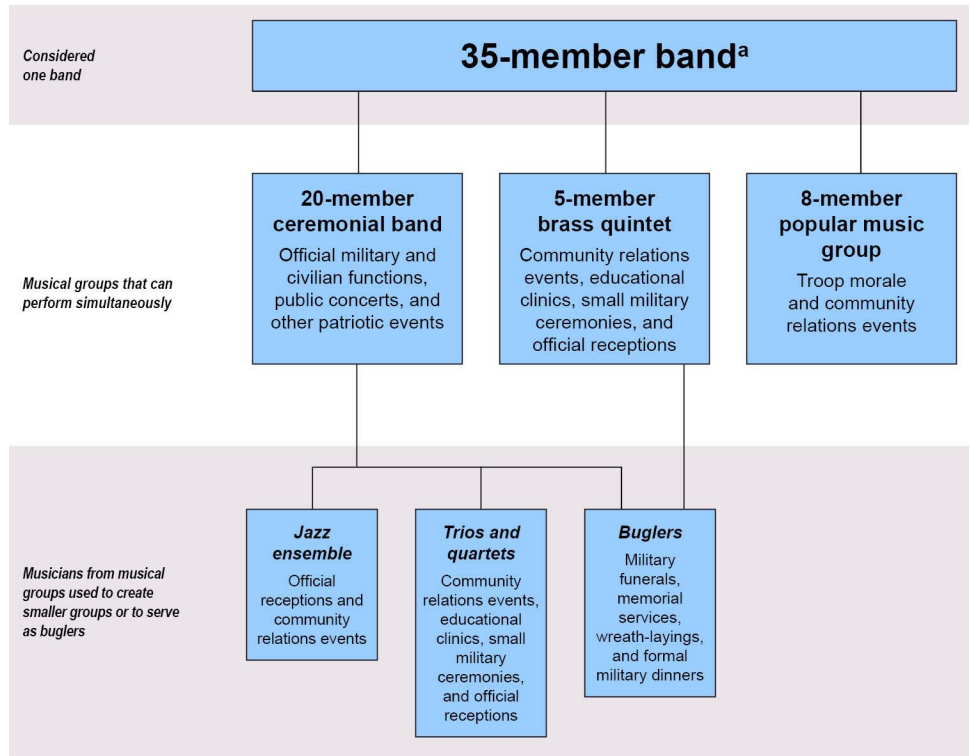 Considered
one band
35-member bandª
Musical groups that can
perform simultaneously
20-member
ceremonial band
Official military and
civilian functions,
public concerts, and
other patriotic events
5-member
brass quintet
Community relations
events, educational
clinics, small military
ceremonies, and
official receptions
8-member
popular music
group
Troop morale
and community
relations events
Musicians from musical
groups used to create
smaller groups or to serve
as buglers
Jazz
ensemble
Official
receptions and
community
relations events
Trios and
quartets
Community
relations events,
educational
clinics, small
military
ceremonies,
and official
receptions
Buglers
Military
funerals,
memorial
services,
wreath-layings,
and formal
military dinners